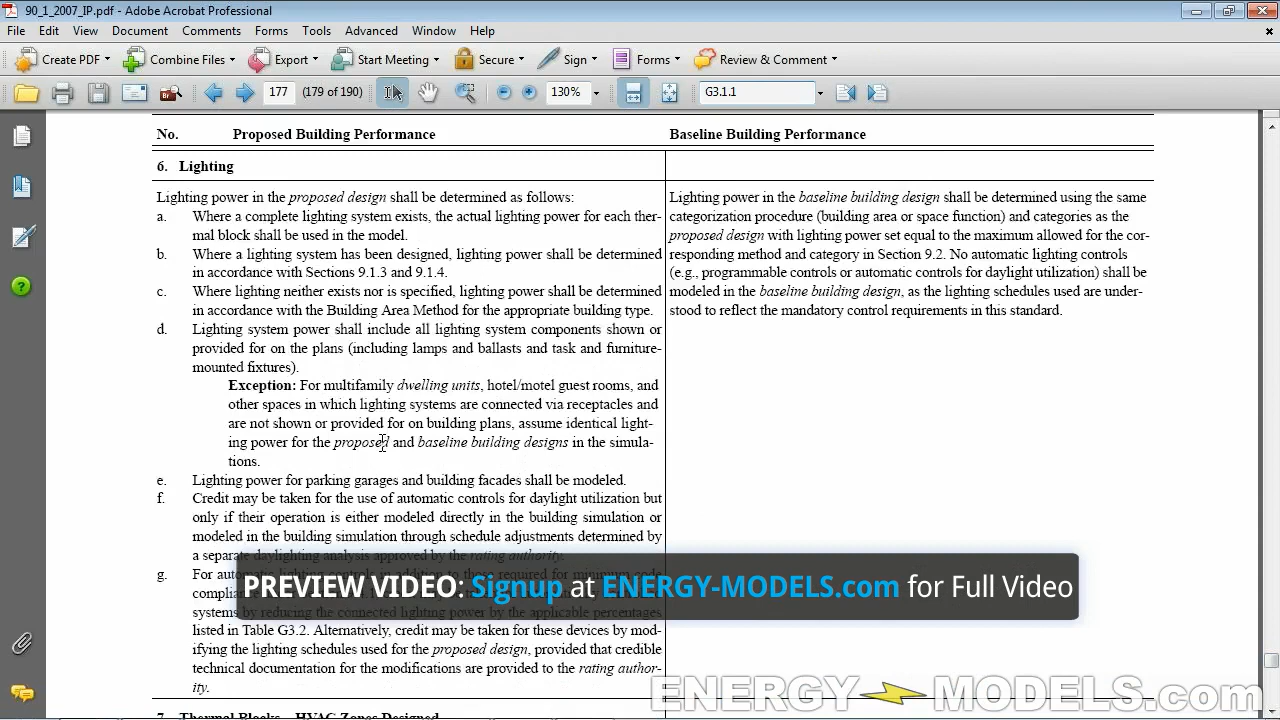 90_1_2007_IP.pdf - Adobe Acrobat Professional
File Edit View Document Comments Forms Tools Advanced Window Help
Create PDF Combine Files Export Start Meeting Secure Sign Forms Review & Comment
177 (179 of 190) 130% G3.1.1
No. Proposed Building Performance Baseline Building Performance
6. Lighting
Lighting power in the proposed design shall be determined as follows:
a. Where a complete lighting system exists, the actual lighting power for each ther-
mal block shall be used in the model.
b. Where a lighting system has been designed, lighting power shall be determined
in accordance with Sections 9.1.3 and 9.1.4.
c. Where lighting neither exists nor is specified, lighting power shall be determined
in accordance with the Building Area Method for the appropriate building type.
d. Lighting system power shall include all lighting system components shown or
provided for on the plans (including lamps and ballasts and task and furniture-
mounted fixtures).
Exception: For multifamily dwelling units, hotel/motel guest rooms, and
other spaces in which lighting systems are connected via receptacles and
are not shown or provided for on building plans, assume identical light-
ing power for the proposed and baseline building designs in the simula-
tions.
e. Lighting power for parking garages and building facades shall be modeled.
f. Credit may be taken for the use of automatic controls for daylight utilization but
only if their operation is either modeled directly in the building simulation or
modeled in the building simulation through schedule adjustments determined by
a separate daylighting analysis approved by the rating authority.
g. For automatic lighting controls in addition to those required for minimum code
complian
systems by reducing the connected lighting power by the applicable percentages
listed in Table G3.2. Alternatively, credit may be taken for these devices by mod-
ifying the lighting schedules used for the proposed design, provided that credible
technical documentation for the modifications are provided to the rating author-
ity.
Lighting power in the baseline building design shall be determined using the same
categorization procedure (building area or space function) and categories as the
proposed design with lighting power set equal to the maximum allowed for the cor-
responding method and category in Section 9.2. No automatic lighting controls
(e.g., programmable controls or automatic controls for daylight utilization) shall be
modeled in the baseline building design, as the lighting schedules used are under-
stood to reflect the mandatory control requirements in this standard.
PREVIEW VIDEO: Signup at ENERGY-MODELS.com for Full Video
ENERGY MODELS.com
7. Thermal Blocks—HVAC Zones Designed